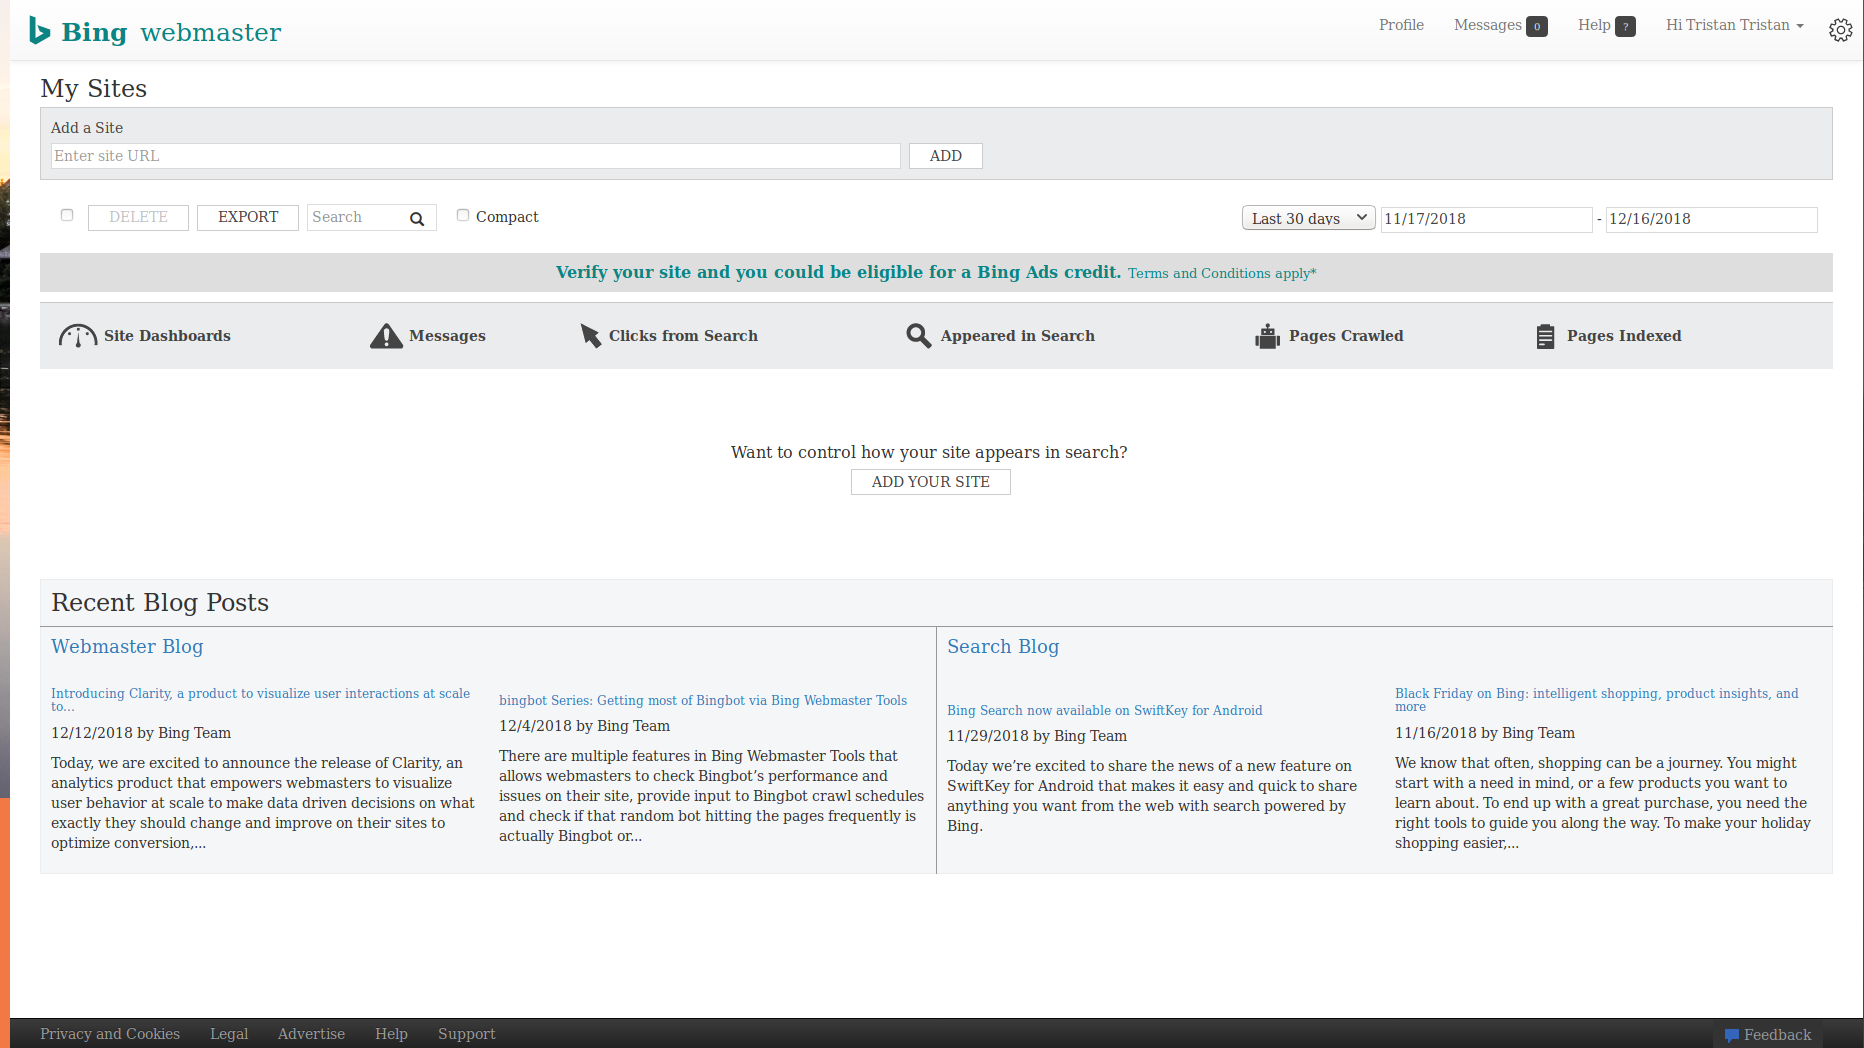 Bing webmaster
Profile Messages 0 Help ? Hi Tristan Tristan
My Sites
Add a Site
Enter site URL ADD
DELETE EXPORT Search Compact Last 30 days 11/17/2018 - 12/16/2018
Verify your site and you could be eligible for a Bing Ads credit. Terms and Conditions apply*
Site Dashboards Messages Clicks from Search Appeared in Search Pages Crawled Pages Indexed
Want to control how your site appears in search?
ADD YOUR SITE
Recent Blog Posts
Webmaster Blog
Introducing Clarity, a product to visualize user interactions at scale
to...
12/12/2018 by Bing Team
Today, we are excited to announce the release of Clarity, an
analytics product that empowers webmasters to visualize
user behavior at scale to make data driven decisions on what
exactly they should change and improve on their sites to
optimize conversion,...
bingbot Series: Getting most of Bingbot via Bing Webmaster Tools
12/4/2018 by Bing Team
There are multiple features in Bing Webmaster Tools that
allows webmasters to check Bingbot’s performance and
issues on their site, provide input to Bingbot crawl schedules
and check if that random bot hitting the pages frequently is
actually Bingbot or...
Search Blog
Bing Search now available on SwiftKey for Android
11/29/2018 by Bing Team
Today we’re excited to share the news of a new feature on
SwiftKey for Android that makes it easy and quick to share
anything you want from the web with search powered by
Bing.
Black Friday on Bing: intelligent shopping, product insights, and
more
11/16/2018 by Bing Team
We know that often, shopping can be a journey. You might
start with a need in mind, or a few products you want to
learn about. To end up with a great purchase, you need the
right tools to guide you along the way. To make your holiday
shopping easier,...
Privacy and Cookies Legal Advertise Help Support Feedback